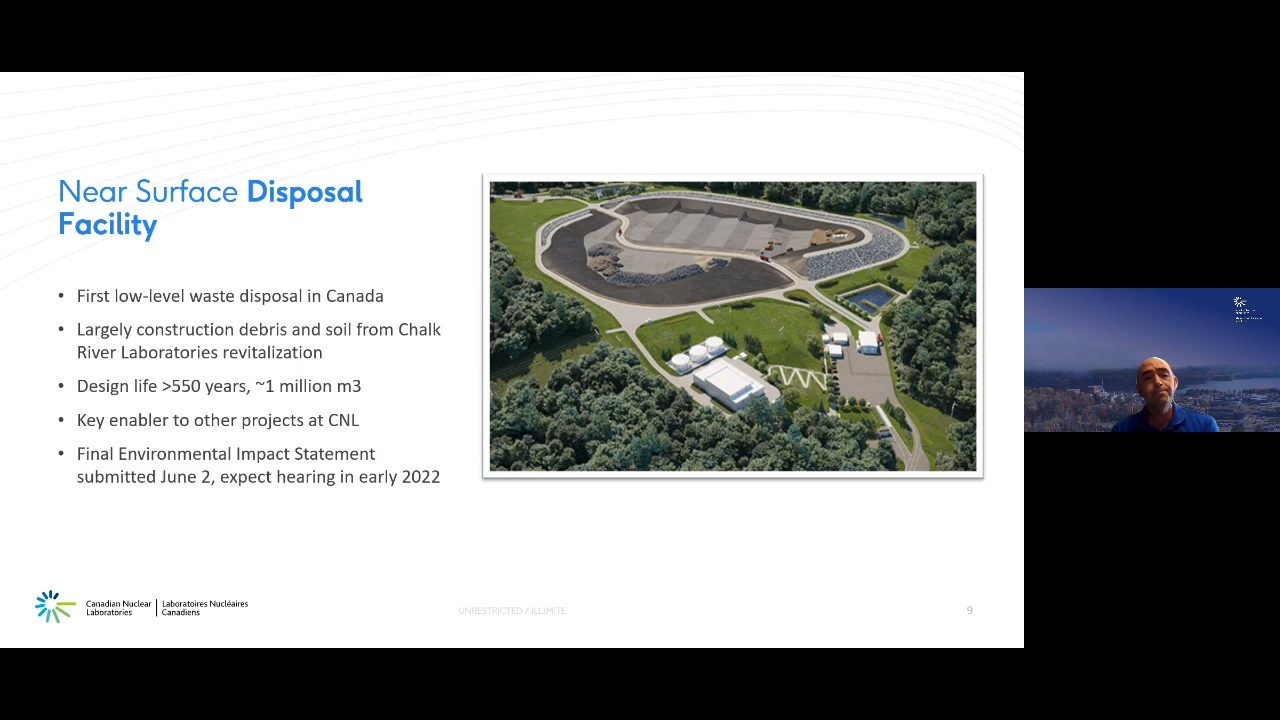 Near Surface Disposal
Facility
• First low-level waste disposal in Canada
• Largely construction debris and soil from Chalk
River Laboratories revitalization
• Design life >550 years, ~1 million m3
• Key enabler to other projects at CNL
• Final Environmental Impact Statement
submitted June 2, expect hearing in early 2022
Canadian Nuclear | Laboratoires Nucléaires
Laboratories | Canadiens
UNRESTRICTED / ILLIMITÉ
9